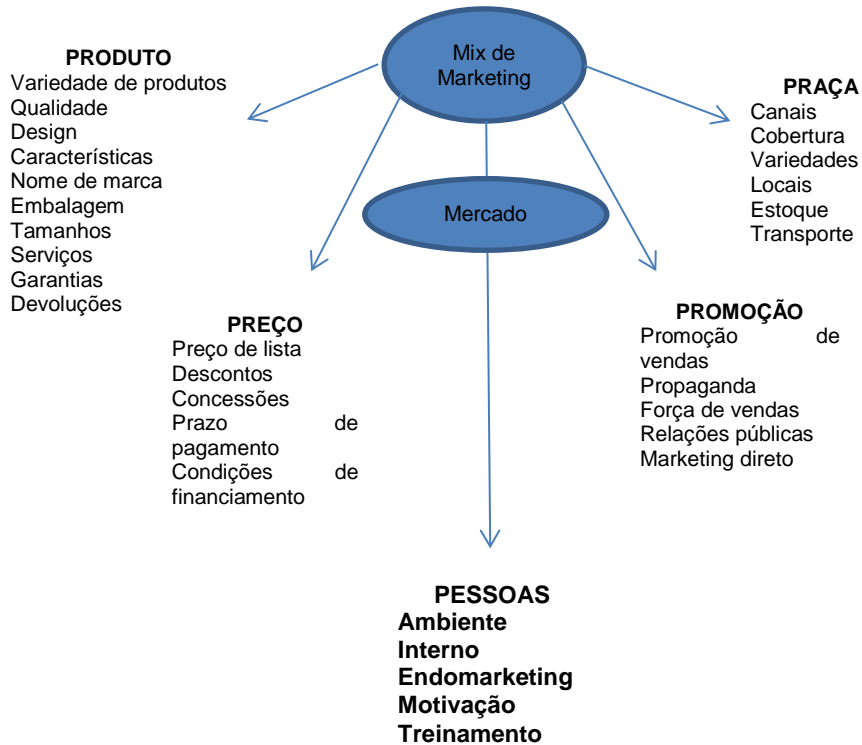 Mix de
Marketing
PRODUTO
Variedade de produtos
Qualidade
Design
Características
Nome de marca
Embalagem
Tamanhos
Serviços
Garantias
Devoluções
PRAÇA
Canais
Cobertura
Variedades
Locais
Estoque
Transporte
Mercado
PREÇO
Preço de lista
Descontos
Concessões
Prazo de
pagamento
Condições de
financiamento
PROMOÇÃO
Promoção de
vendas
Propaganda
Força de vendas
Relações públicas
Marketing direto
PESSOAS
Ambiente
Interno
Endomarketing
Motivação
Treinamento